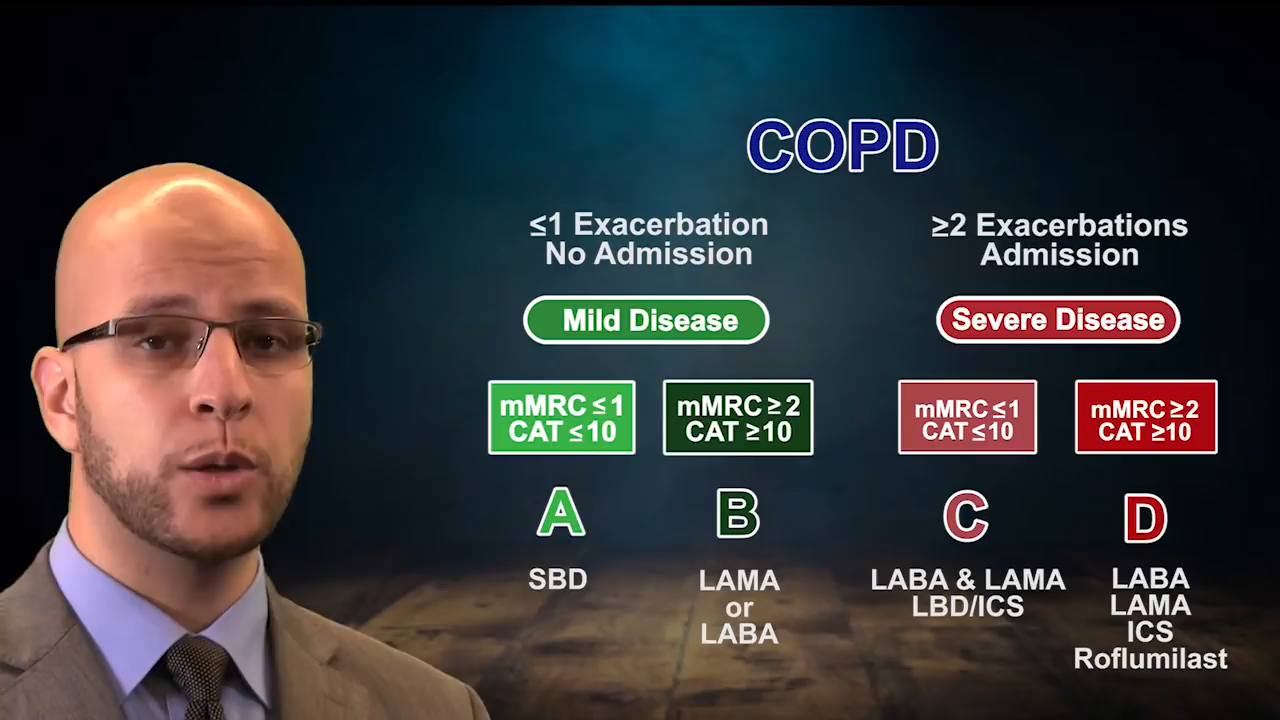 COPD
≤1 Exacerbation
No Admission
≥2 Exacerbations
Admission
Mild Disease
Severe Disease
mMRC ≤ 1
CAT ≤ 10
mMRC ≥ 2
CAT ≥10
mMRC ≤1
CAT ≤10
mMRC ≥2
CAT ≥10
A
B
C
D
SBD
LAMA
or
LABA
LABA & LAMA
LBD/ICS
LABA
LAMA
ICS
Roflumilast